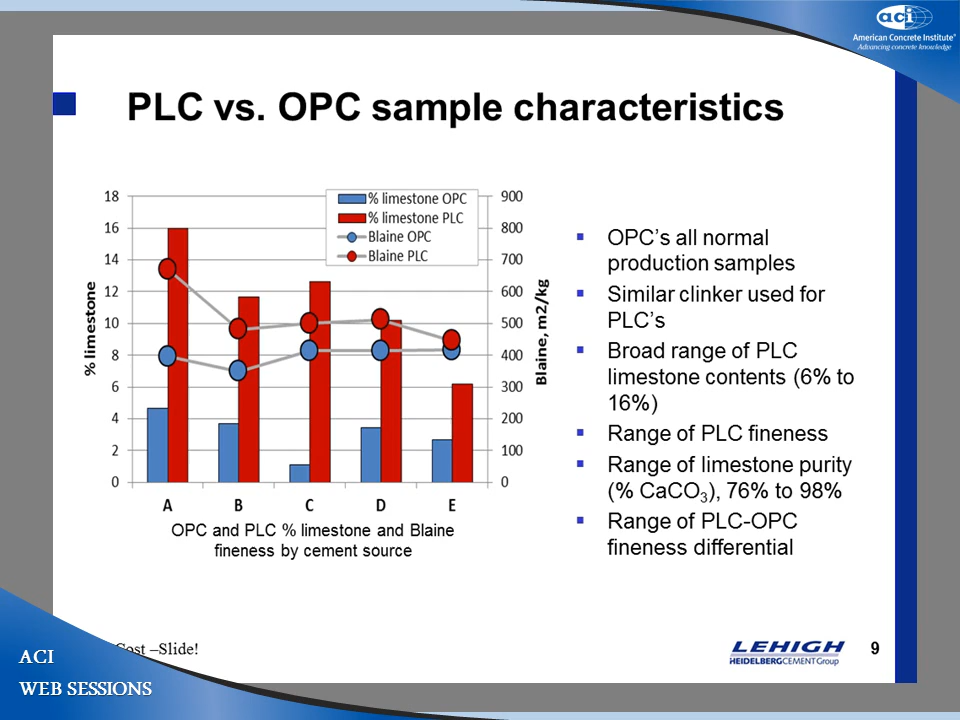 aci
American Concrete Institute®
Advancing concrete knowledge
PLC vs. OPC sample characteristics
% limestone OPC
% limestone PLC
Blaine OPC
Blaine PLC
18
16
14
12
10
8
6
4
2
0
% limestone
900
800
700
600
500
400
300
200
100
0
Blaine, m2/kg
A B C D E
OPC and PLC % limestone and Blaine
fineness by cement source
OPC's all normal
production samples
Similar clinker used for
PLC's
Broad range of PLC
limestone contents (6% to
16%)
Range of PLC fineness
Range of limestone purity
(% CaCO3), 76% to 98%
Range of PLC-OPC
fineness differential
Cost –Slide!
LEHIGH
HEIDELBERGCEMENT Group
9
ACI
WEB SESSIONS